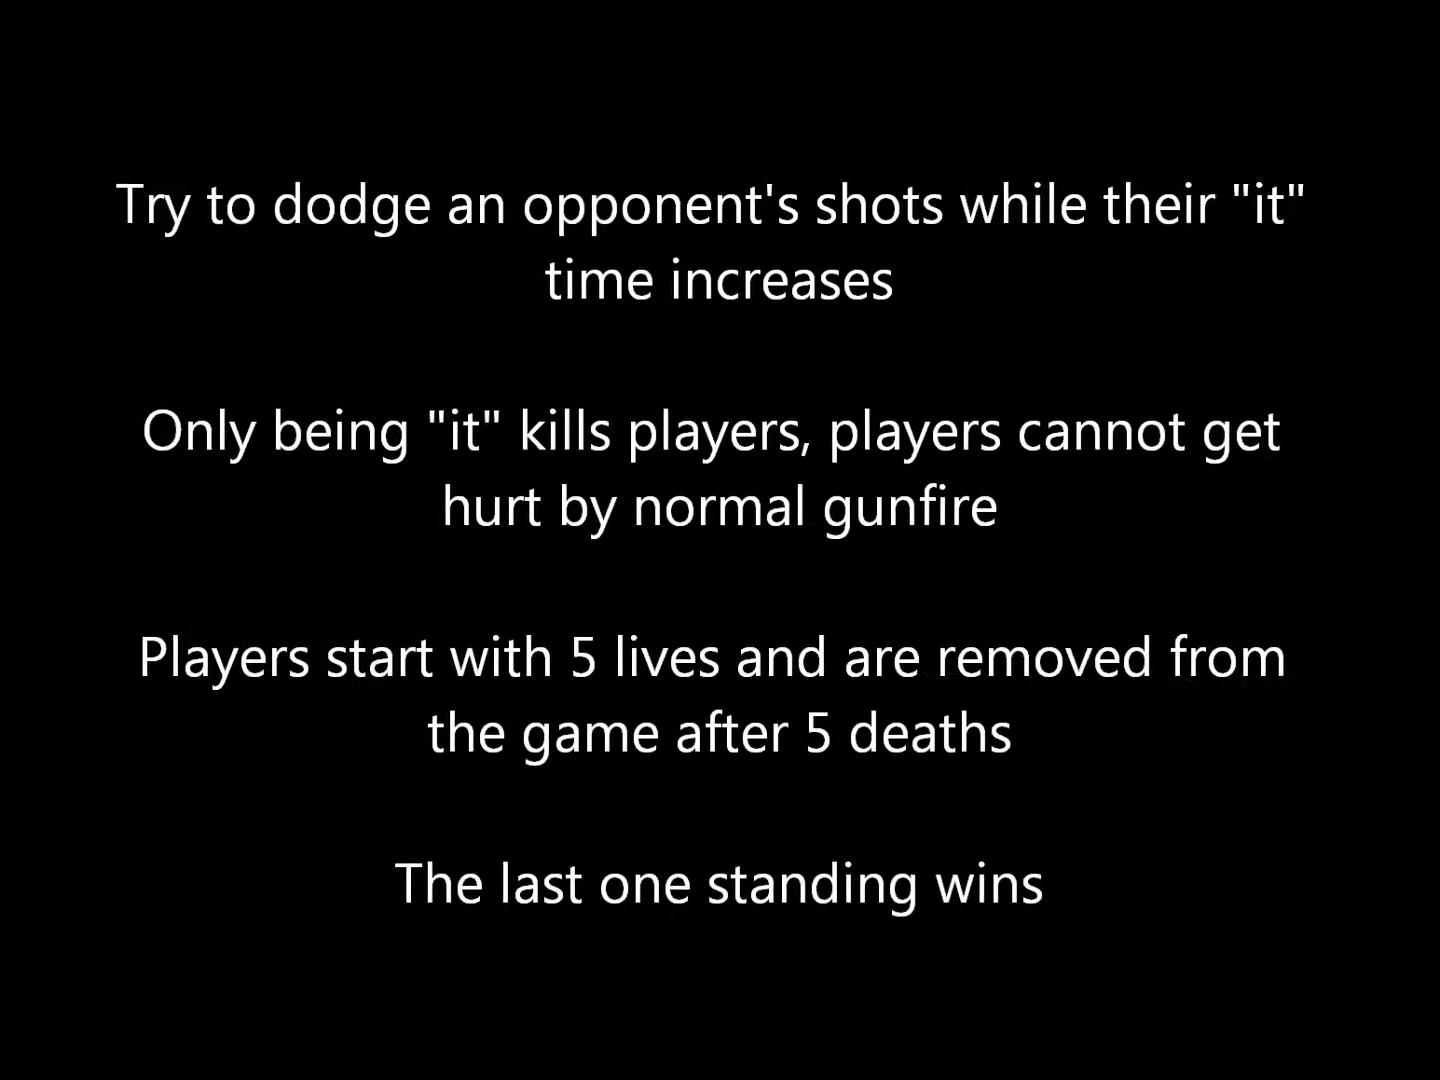 Try to dodge an opponent's shots while their "it"
time increases
Only being "it" kills players, players cannot get
hurt by normal gunfire
Players start with 5 lives and are removed from
the game after 5 deaths
The last one standing wins